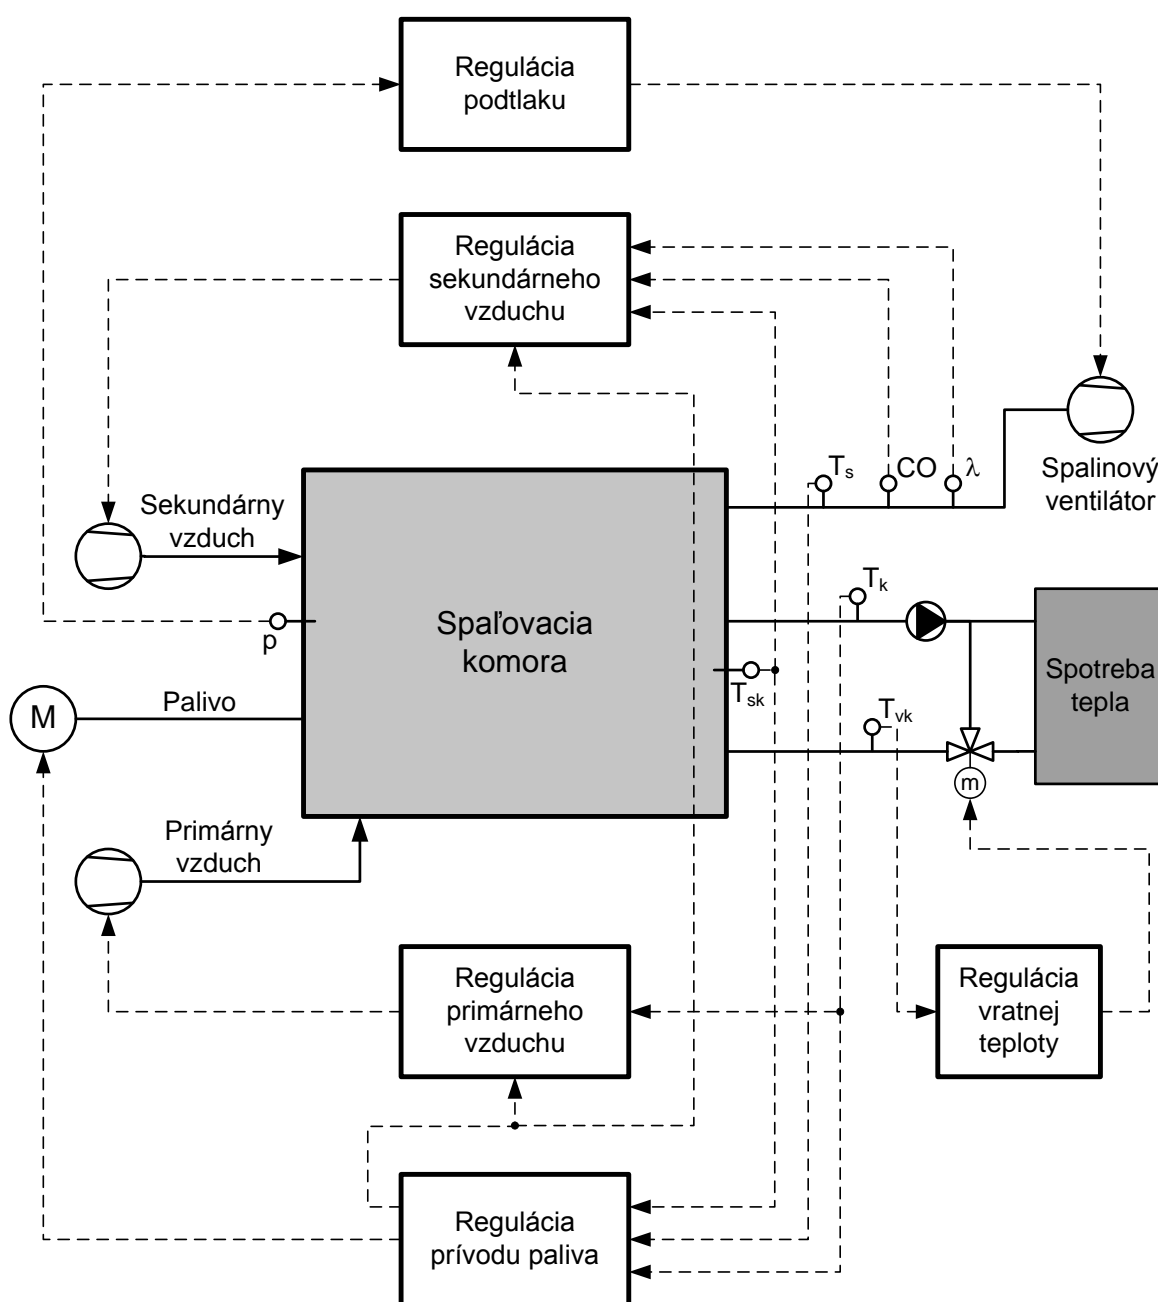 Regulácia
podtlaku
Regulácia
sekundárneho
vzduchu
Ts
CO
λ
Spalinový
ventilátor
Sekundárny
vzduch
Tk
p
Spaľovacia
komora
Tsk
Spotreba
tepla
M
Palivo
Tvk
m
Primárny
vzduch
Regulácia
primárneho
vzduchu
Regulácia
vratnej
teploty
Regulácia
prívodu paliva